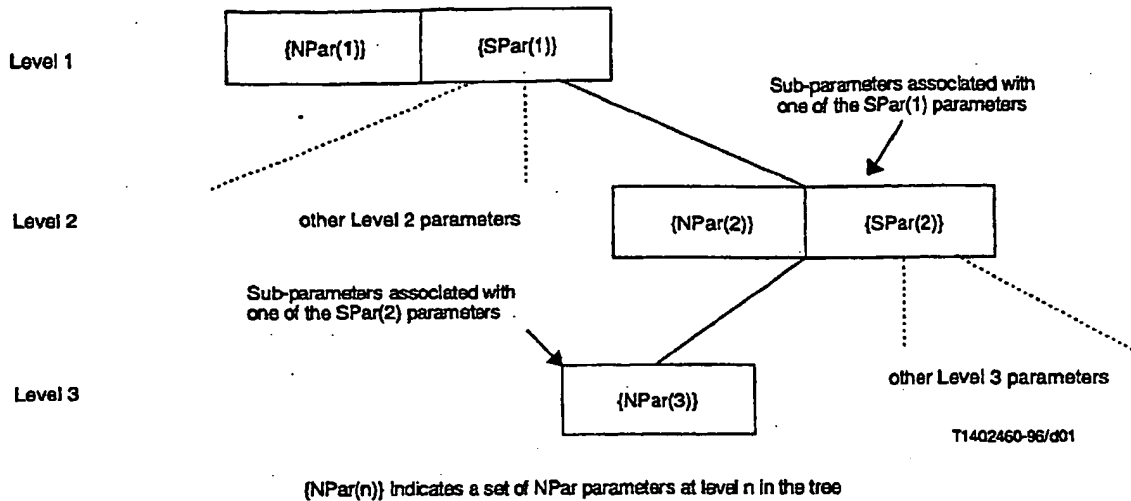 Level 1
{NPar(1)}
{SPar(1)}
Sub-parameters associated with
one of the SPar(1) parameters
Level 2
other Level 2 parameters
{NPar(2)}
{SPar(2)}
Sub-parameters associated with
one of the SPar(2) parameters
Level 3
{NPar(3)}
other Level 3 parameters
T1402460-96/d01
{NPar(n)} indicates a set of NPar parameters at level n in the tree